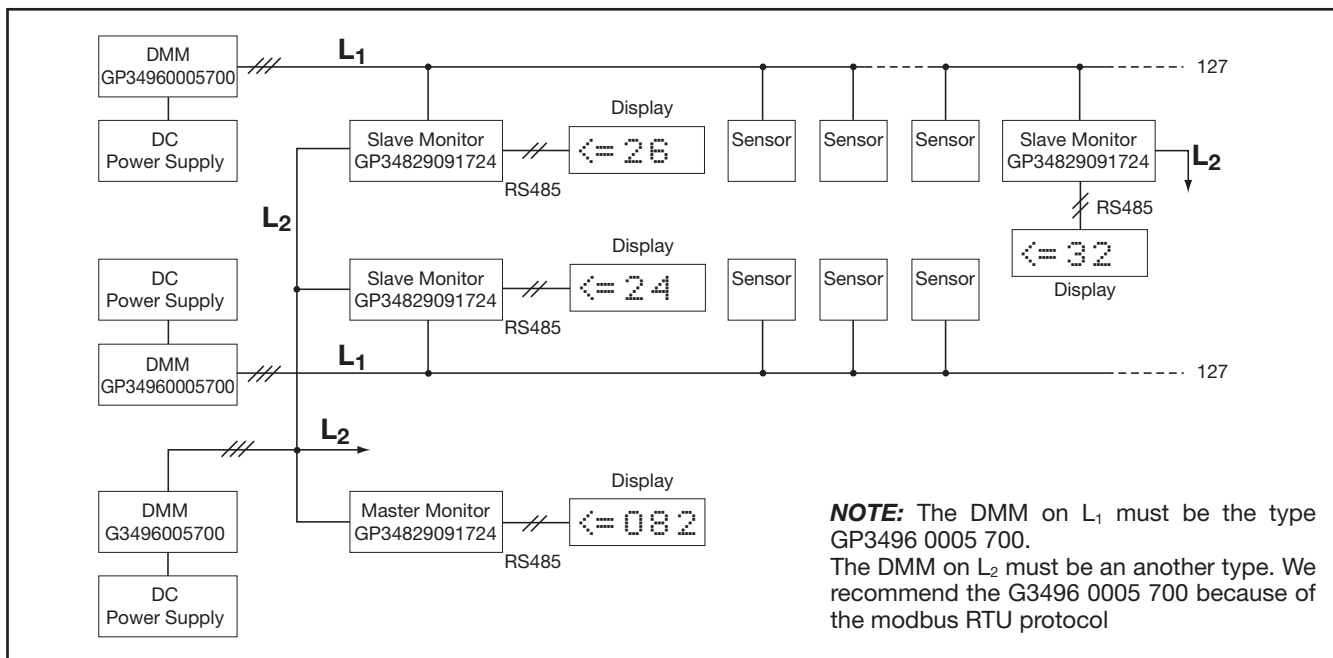 DMM
GP34960005700
DC
Power Supply
L1
127
Slave Monitor
GP34829091724
RS485
Display
<=26
Sensor
Sensor
Sensor
Slave Monitor
GP34829091724
L2
RS485
<=32
Display
L2
DC
Power Supply
DMM
GP34960005700
L1
127
Slave Monitor
GP34829091724
RS485
Display
<=24
Sensor
Sensor
Sensor
L2
DMM
G3496005700
DC
Power Supply
Master Monitor
GP34829091724
RS485
Display
<=082
NOTE: The DMM on L1 must be the type
GP3496 0005 700.
The DMM on L2 must be an another type. We
recommend the G3496 0005 700 because of
the modbus RTU protocol